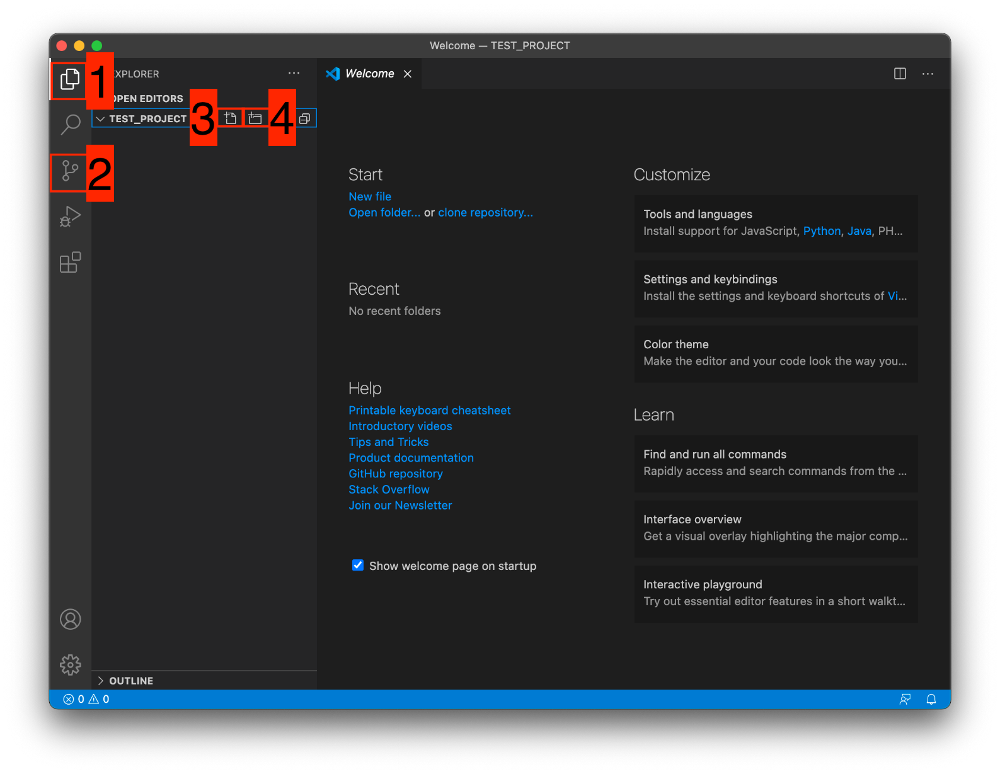 Welcome — TEST_PROJECT
1
XPLORER
Welcome
OPEN EDITORS
TEST_PROJECT
3
4
2
Start
New file
Open folder... or clone repository...
Recent
No recent folders
Help
Printable keyboard cheatsheet
Introductory videos
Tips and Tricks
Product documentation
GitHub repository
Stack Overflow
Join our Newsletter
Show welcome page on startup
Customize
Tools and languages
Install support for JavaScript, Python, Java, PH...
Settings and keybindings
Install the settings and keyboard shortcuts of Vi...
Color theme
Make the editor and your code look the way you...
Learn
Find and run all commands
Rapidly access and search commands from the ...
Interface overview
Get a visual overlay highlighting the major comp...
Interactive playground
Try out essential editor features in a short walkt...
OUTLINE
0 0